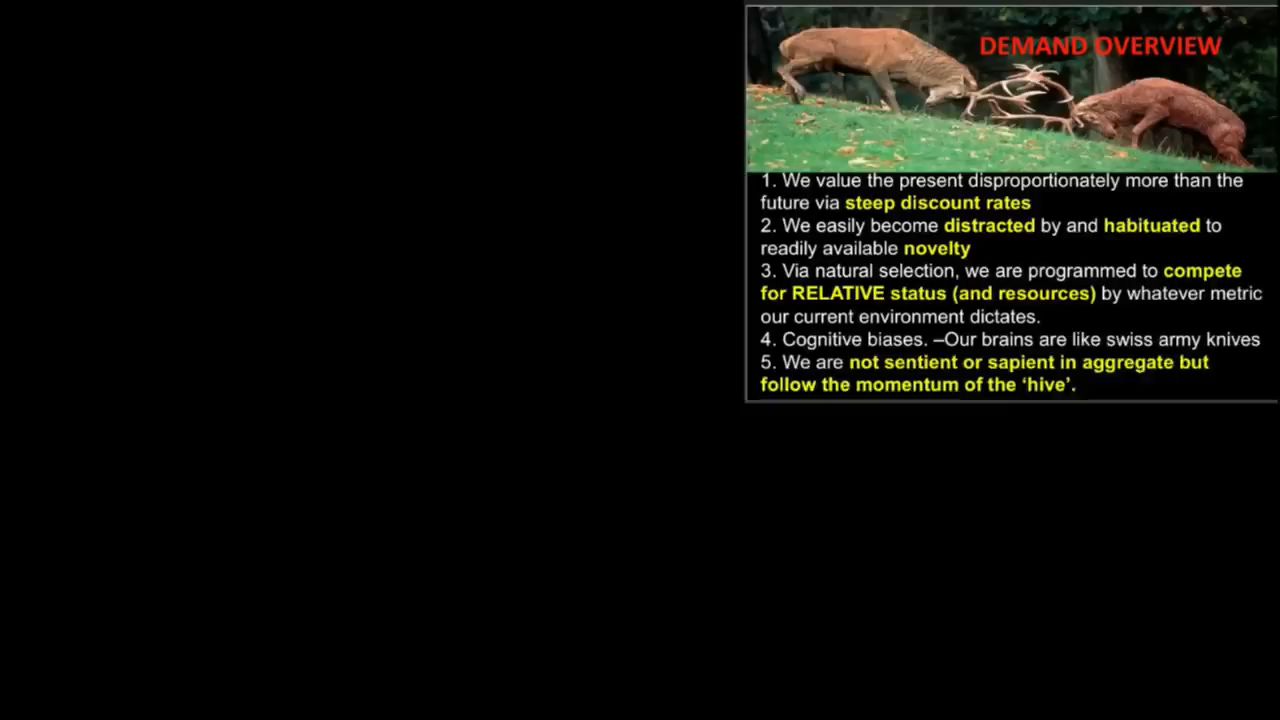 DEMAND OVERVIEW
1. We value the present disproportionately more than the
future via steep discount rates
2. We easily become distracted by and habituated to
readily available novelty
3. Via natural selection, we are programmed to compete
for RELATIVE status (and resources) by whatever metric
our current environment dictates.
4. Cognitive biases. –Our brains are like swiss army knives
5. We are not sentient or sapient in aggregate but
follow the momentum of the ‘hive’.